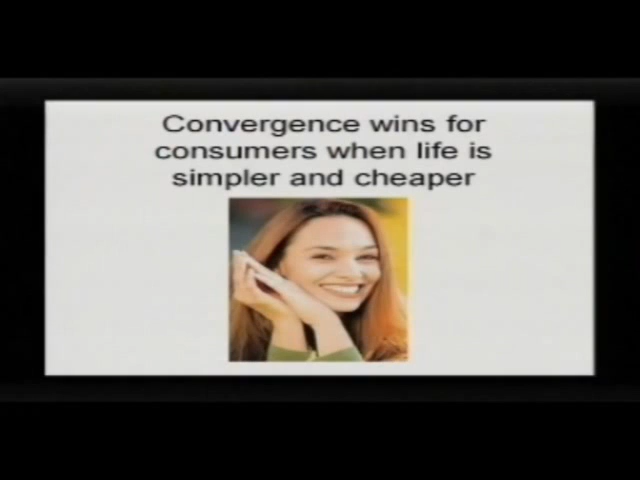 Convergence wins for
consumers when life is
simpler and cheaper